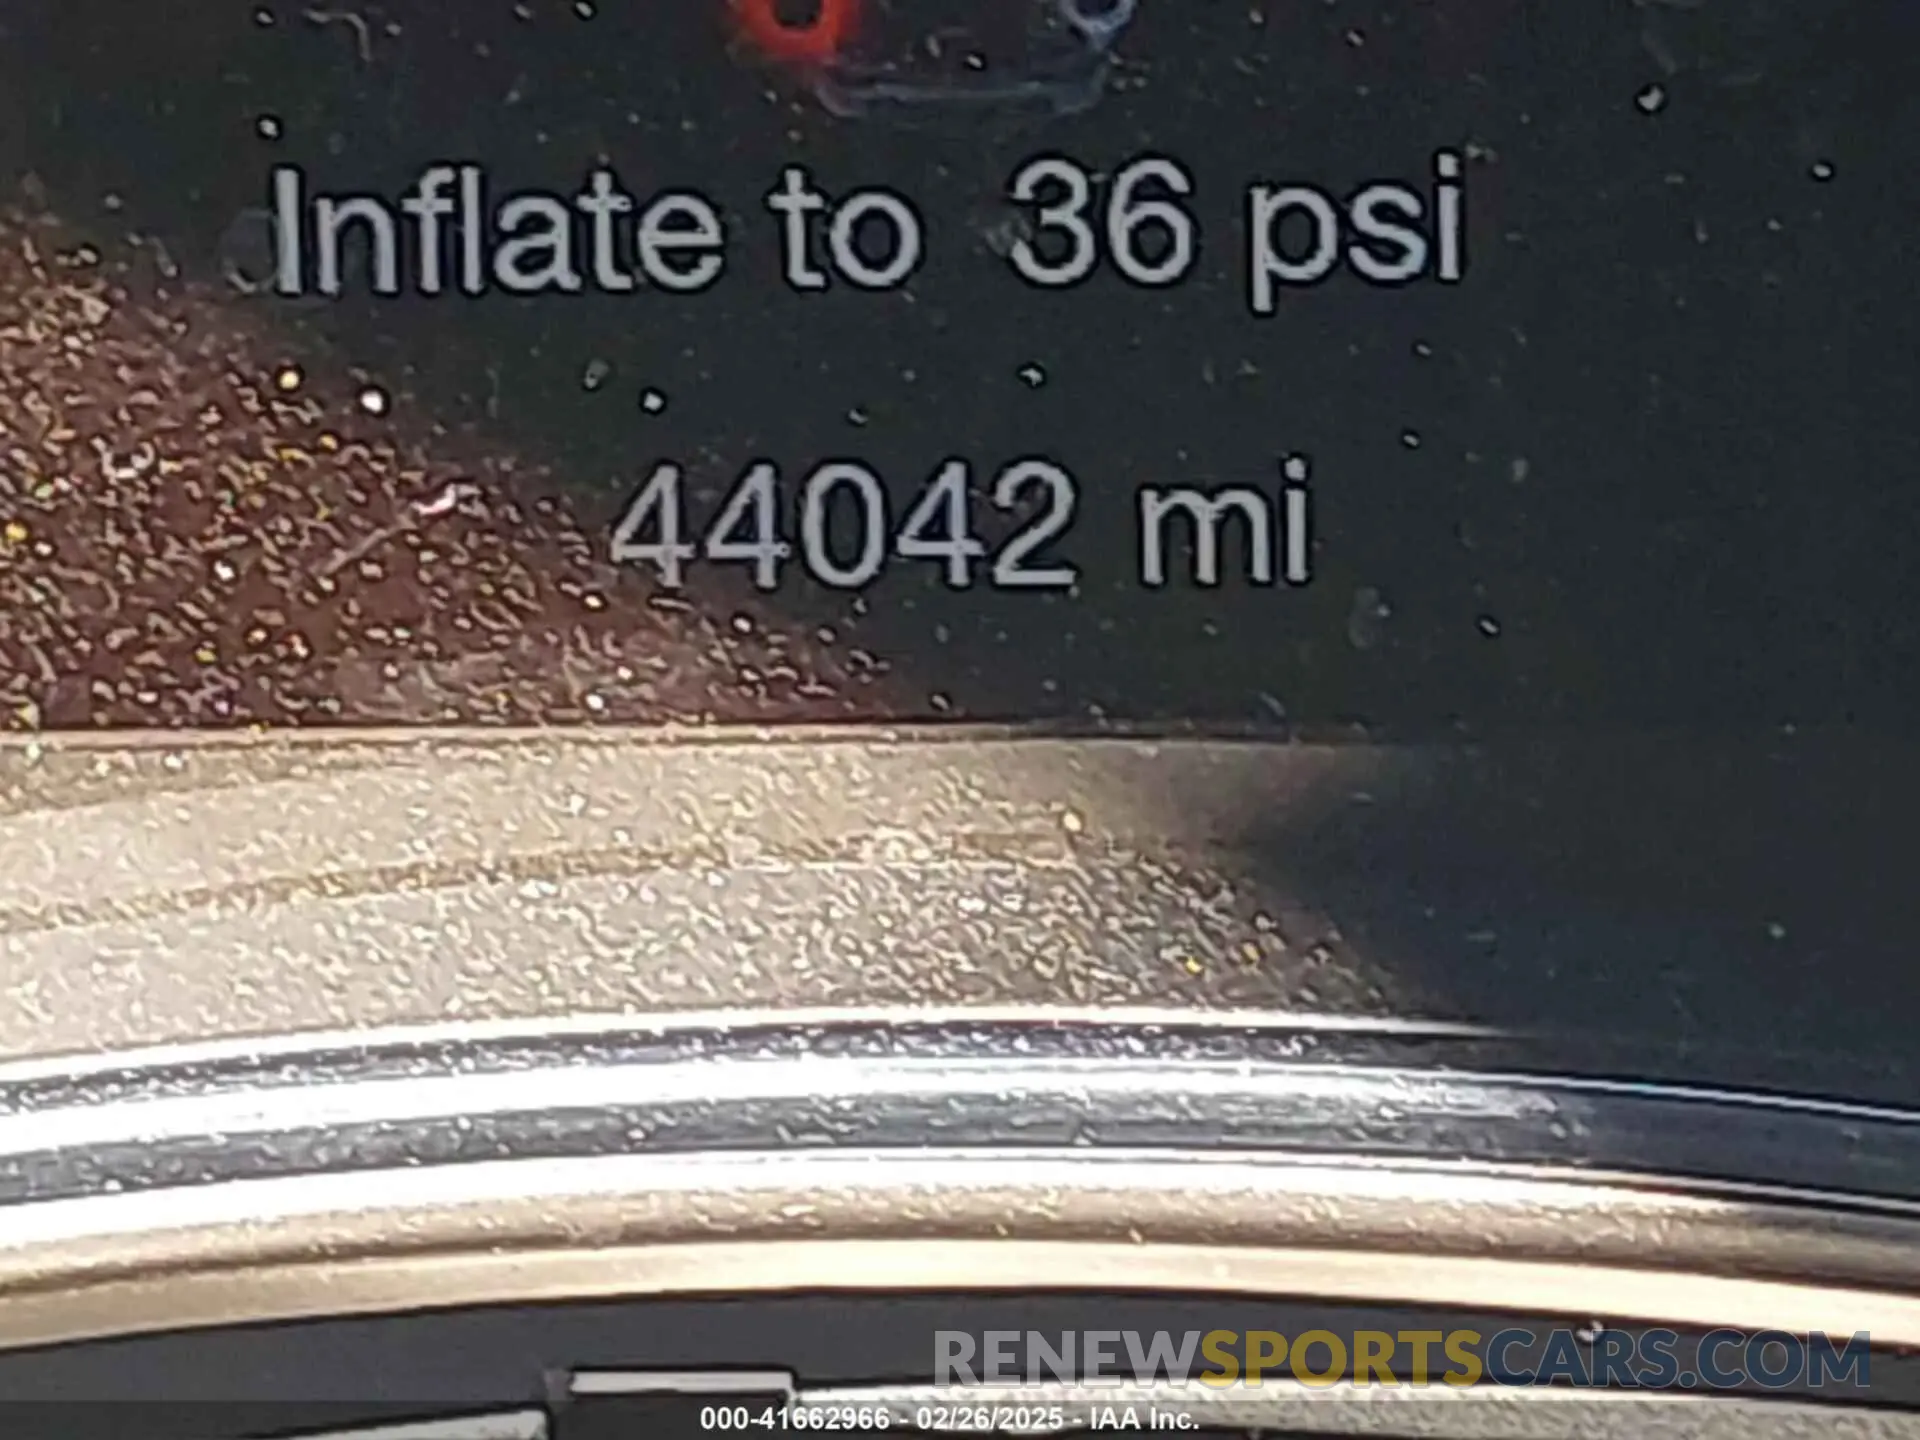 Inflate to 36 psi
44042 mi
RENEWSPORTSCARS.COM
000-41662966 - 02/26/2025 - IAA Inc.